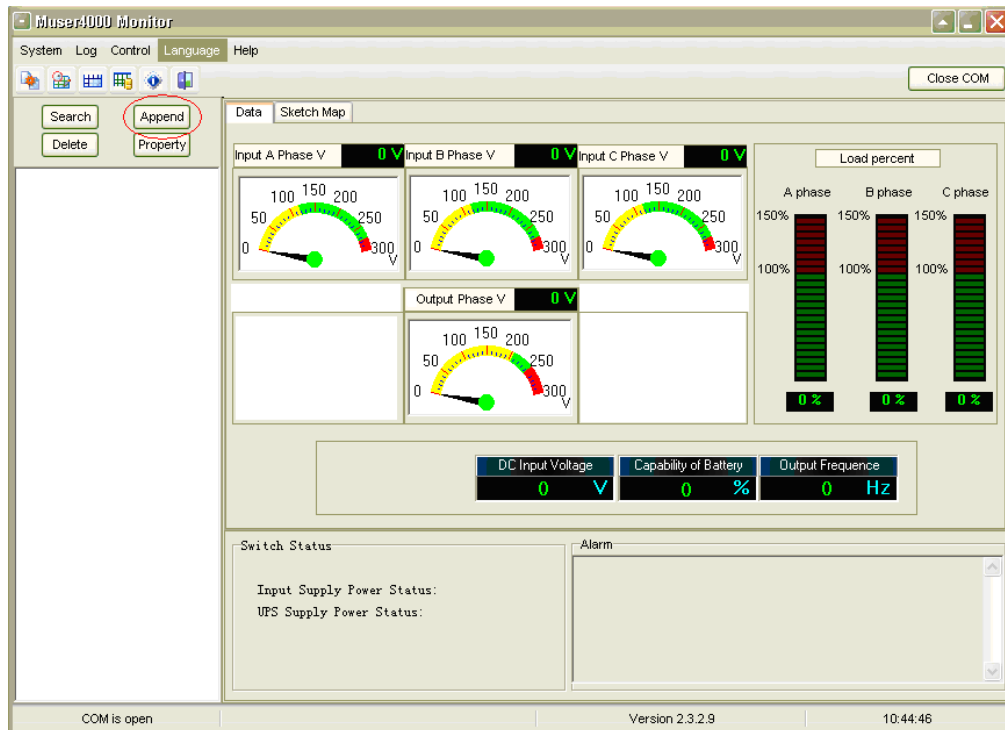 Muser4000 Monitor
System Log Control Language Help
Close COM
Search Append
Delete Property
Data Sketch Map
Input A Phase V 0 V Input B Phase V 0 V Input C Phase V 0 V
0 50 100 150 200 250 300 V
0 50 100 150 200 250 300 V
0 50 100 150 200 250 300 V
Output Phase V 0 V
0 50 100 150 200 250 300 V
Load percent
A phase B phase C phase
150% 150% 150%
100% 100% 100%
0 % 0 % 0 %
DC Input Voltage Capability of Battery Output Frequence
0 V 0 % 0 Hz
Switch Status
Input Supply Power Status:
UPS Supply Power Status:
Alarm
COM is open Version 2.3.2.9 10:44:46